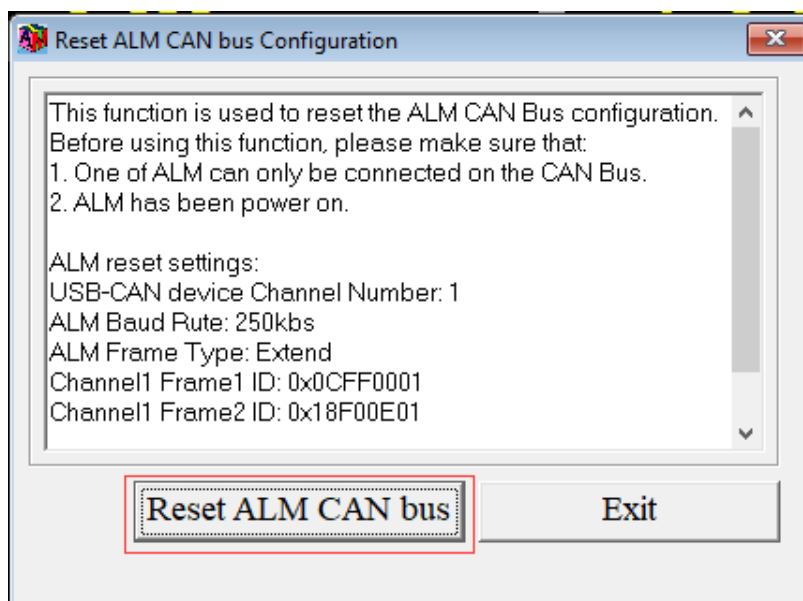 Reset ALM CAN bus Configuration
This function is used to reset the ALM CAN Bus configuration.
Before using this function, please make sure that:
1. One of ALM can only be connected on the CAN Bus.
2. ALM has been power on.
ALM reset settings:
USB-CAN device Channel Number: 1
ALM Baud Rute: 250kbs
ALM Frame Type: Extend
Channel1 Frame1 ID: 0x0CFF0001
Channel1 Frame2 ID: 0x18F00E01
Reset ALM CAN bus
Exit